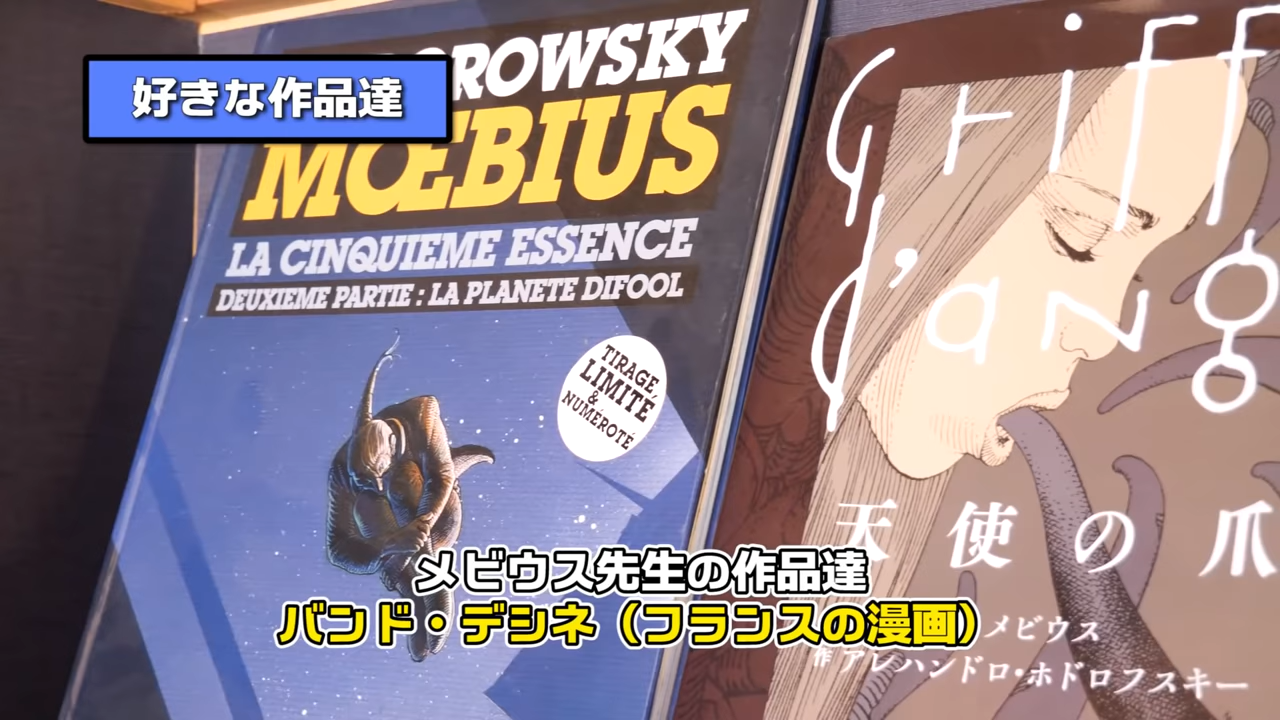 好きな作品達
ROWSKY
MŒBIUS
LA CINQUIEME ESSENCE
DEUXIEME PARTIE : LA PLANETE DIFOOL
TIRAGE
LIMITÉ
&
NUMÉROTÉ
Griff
d'ang
天使の爪
メビウス先生の作品達
バンド・デシネ（フランスの漫画）
メビウス
作 アレハンドロ・ホドロフスキー